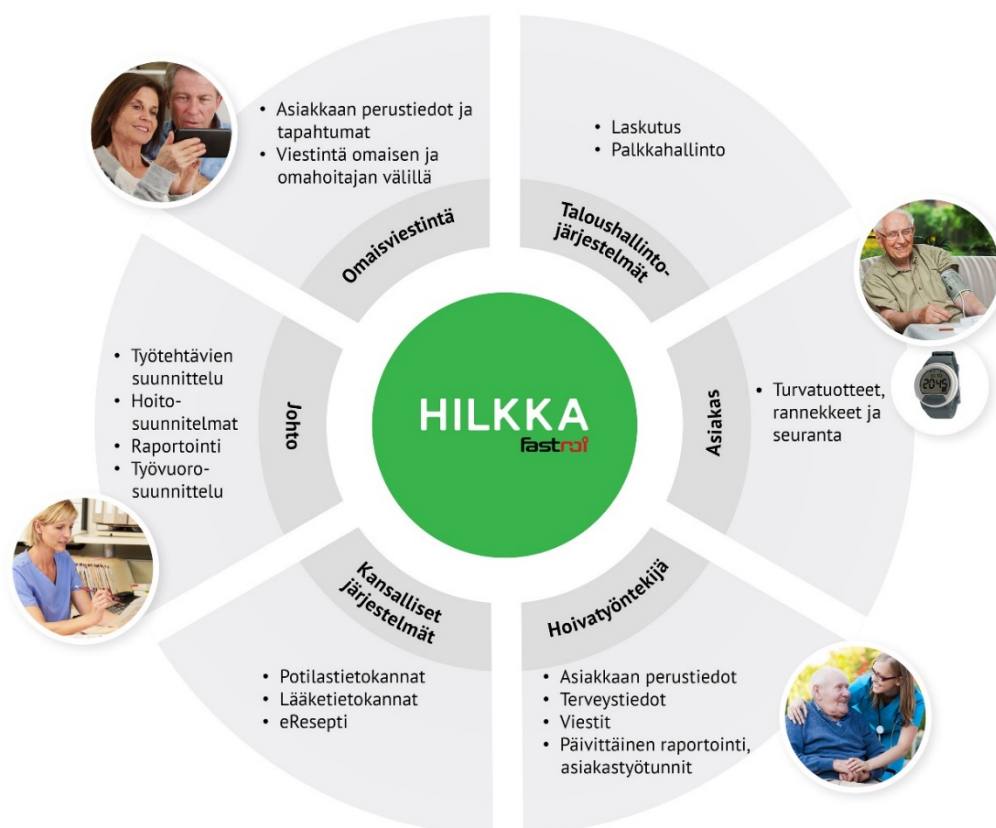 • Asiakkaan perustiedot ja
tapahtumat
• Viestintä omaisen ja
omahoitajan välillä
Omaisviestintä
• Laskutus
• Palkkahallinto
Taloushallinto-
järjestelmät
• Turvatuotteet,
rannekkeet ja
seuranta
Asiakas
20:45
• Työtehtävien
suunnittelu
• Hoito-
suunnitelmat
• Raportointi
• Työvuoro-
suunnittelu
Johto
HILKKA
fastroi
Kansalliset
järjestelmät
• Potilastietokannat
• Lääketietokannat
• eResepti
Hoivatyöntekijä
• Asiakkaan perustiedot
• Terveystiedot
• Viestit
• Päivittäinen raportointi,
asiakastyötunnit